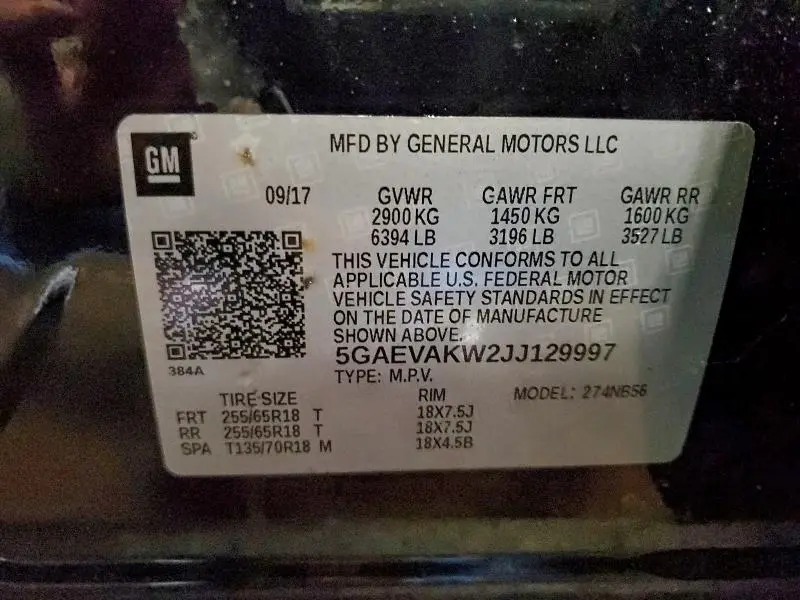 GM
MFD BY GENERAL MOTORS LLC
09/17 GVWR GAWR FRT GAWR RR
2900 KG 1450 KG 1600 KG
6394 LB 3196 LB 3527 LB
THIS VEHICLE CONFORMS TO ALL
APPLICABLE U.S. FEDERAL MOTOR
VEHICLE SAFETY STANDARDS IN EFFECT
ON THE DATE OF MANUFACTURE
SHOWN ABOVE.
5GAEVAKW2JJ129997
384A
TYPE: M.P.V.
TIRE SIZE RIM MODEL: 274NB56
FRT 255/65R18 T 18X7.5J
RR 255/65R18 T 18X7.5J
SPA T135/70R18 M 18X4.5B